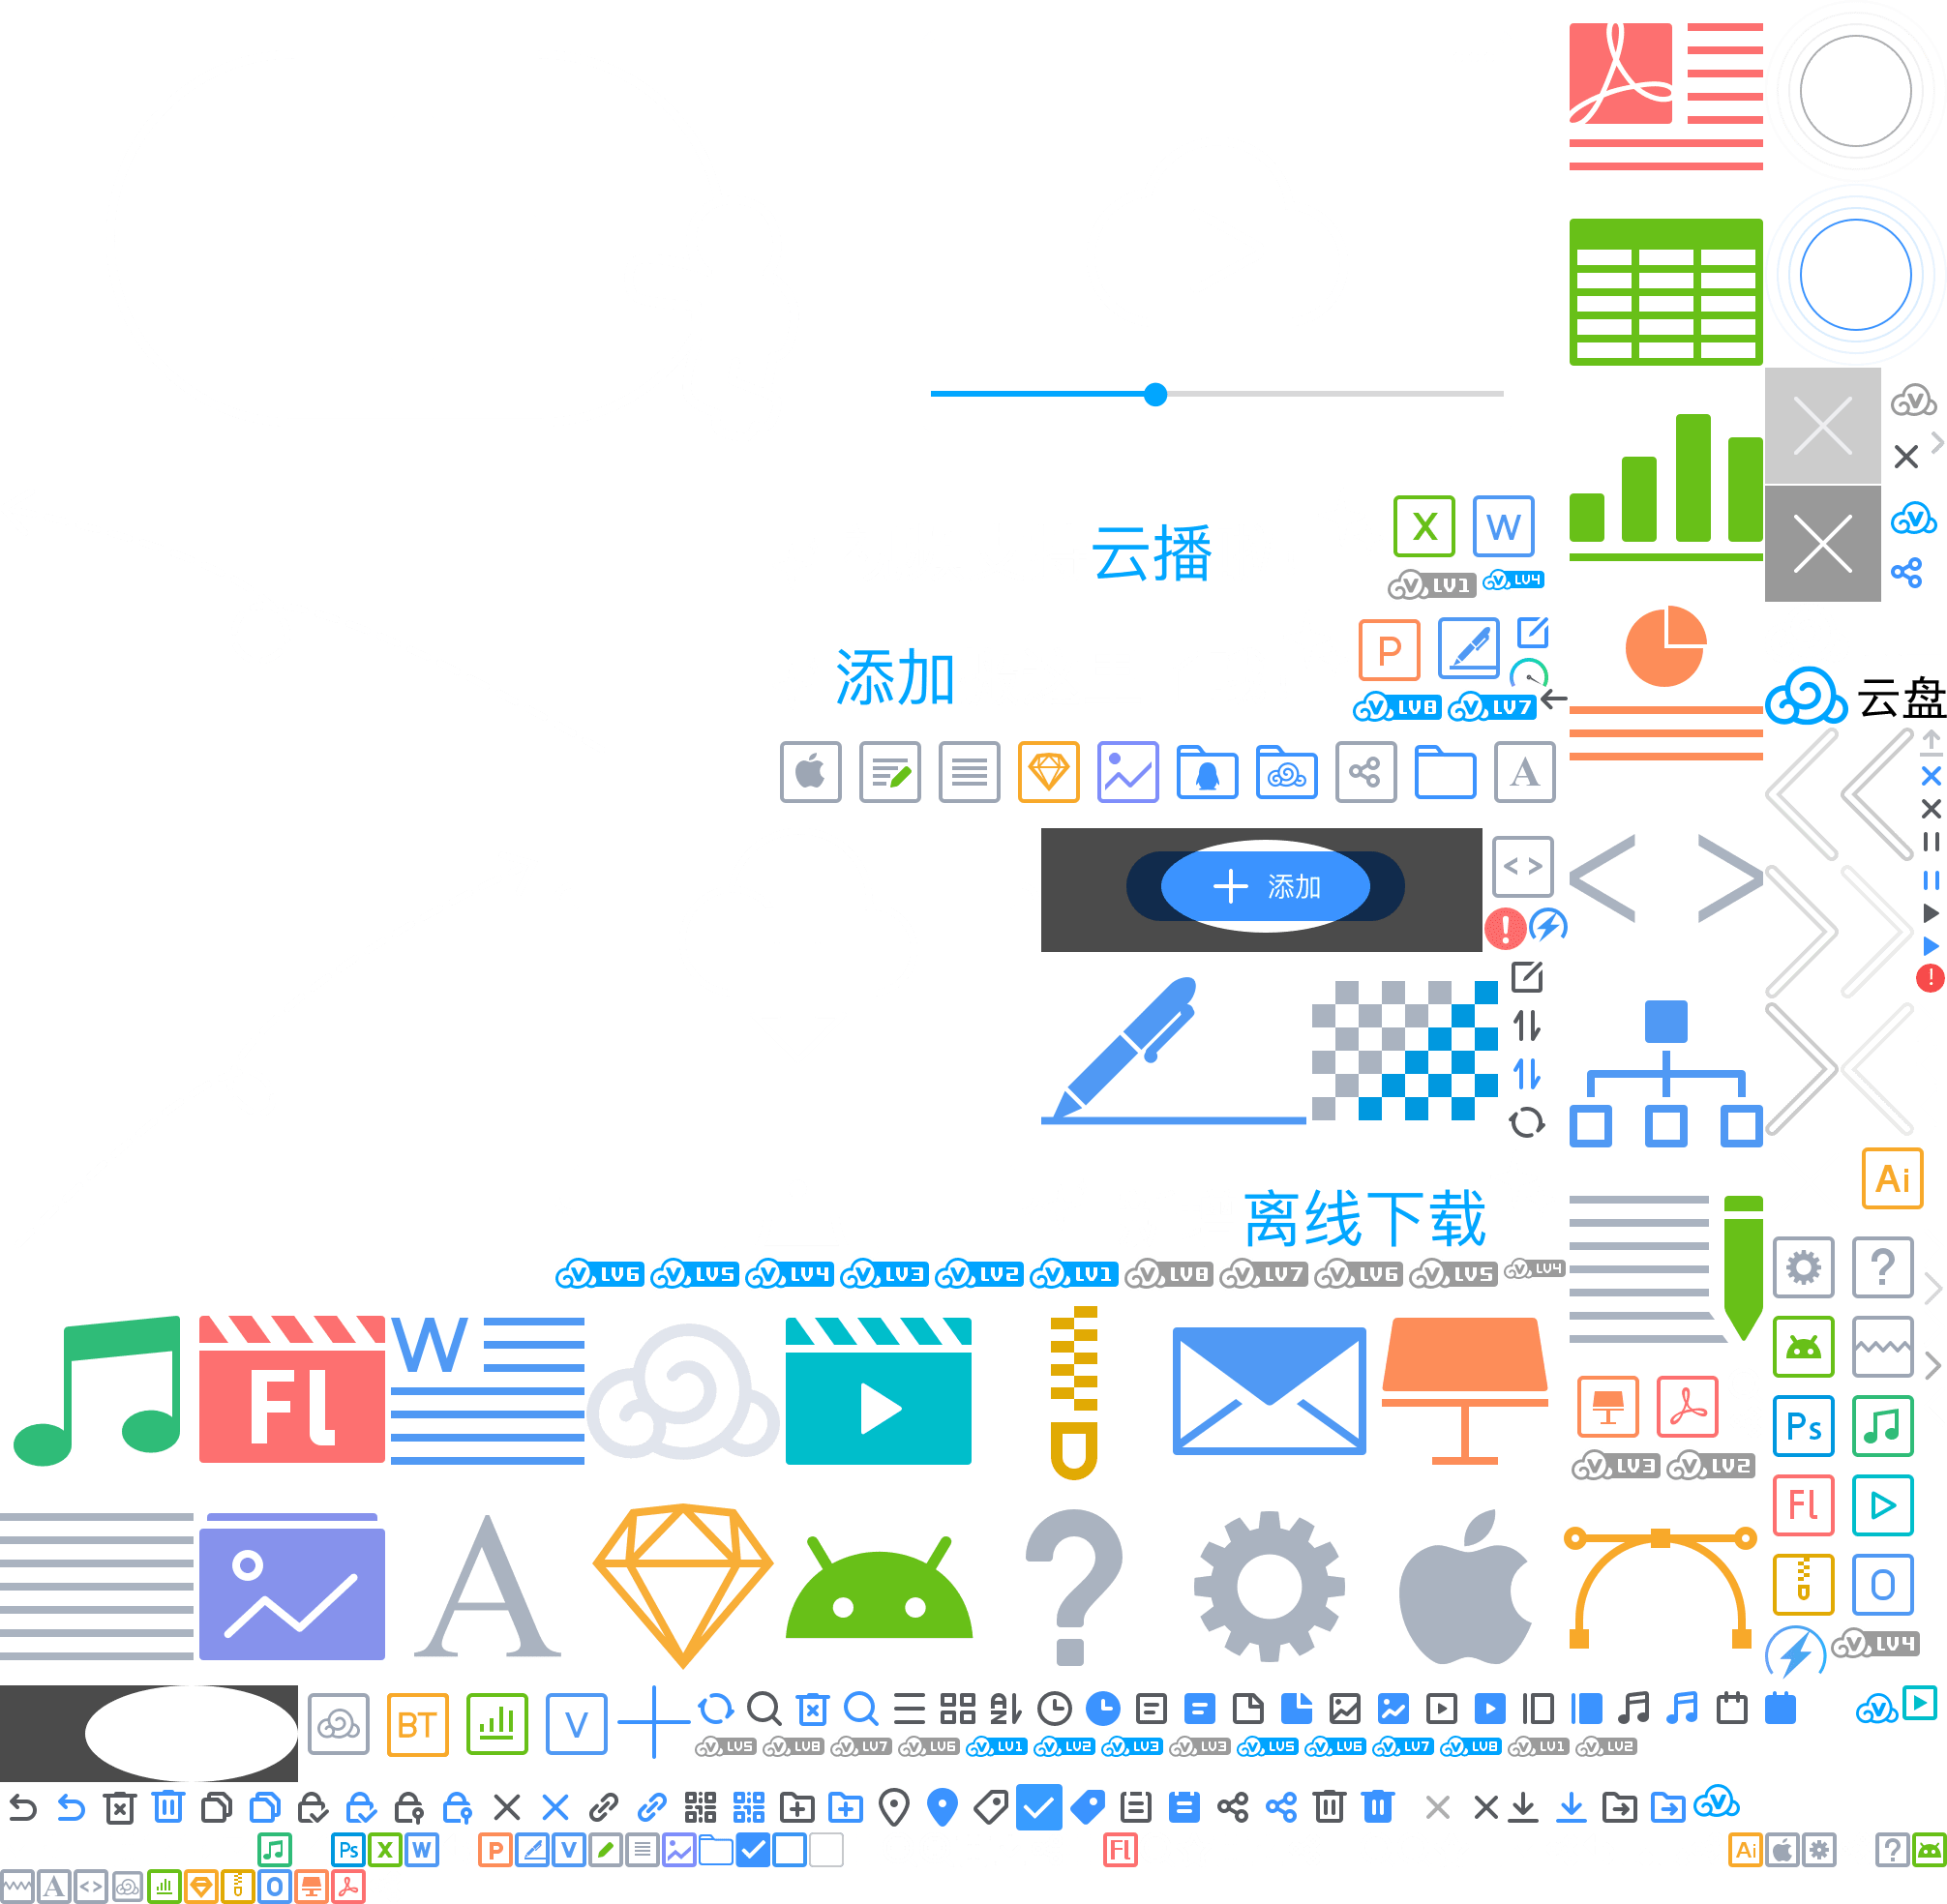 云播
X W
LV1 LV4
添加
P
LV8 LV7
云盘
A
添加
Ai
离线下载
LV6 LV5 LV4 LV3 LV2 LV1 LV8 LV7 LV6 LV5 LV4
?
Fl W
Ps
LV3 LV2
Fl
A ?
O
LV4
BT V
AZ
LV5 LV8 LV7 LV6 LV1 LV2 LV3 LV3 LV5 LV6 LV7 LV8 LV1 LV2
Ps X W P V Fl Ai ?
A O